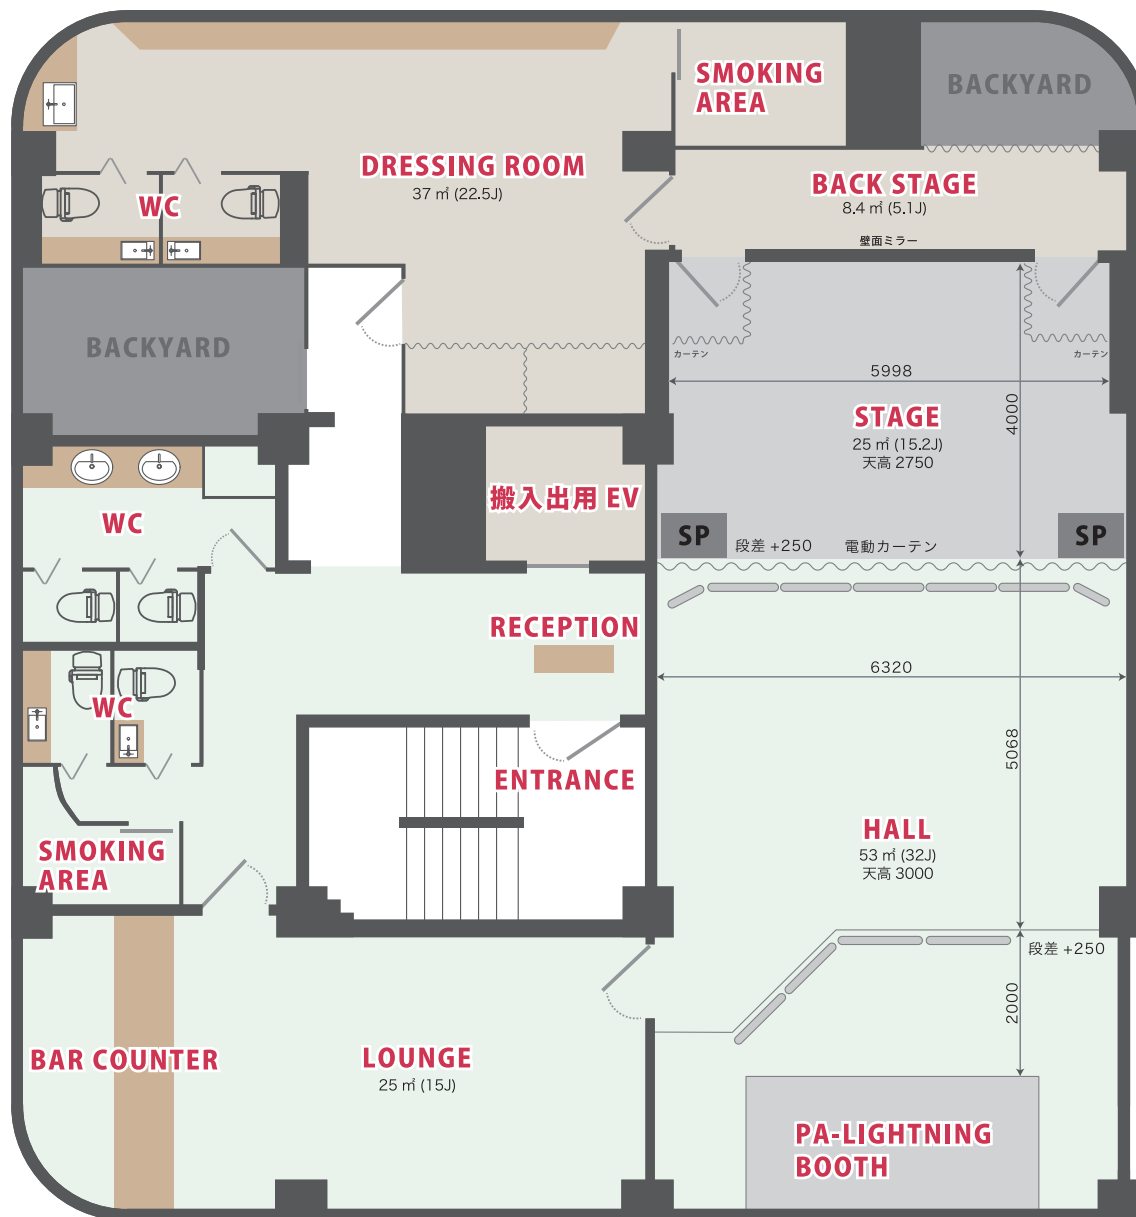 SMOKING
AREA
BACKYARD
DRESSING ROOM
37 ㎡ (22.5J)
BACK STAGE
8.4 ㎡ (5.1J)
WC
壁面ミラー
BACKYARD
カーテン
カーテン
5998
4000
STAGE
25 ㎡ (15.2J)
天高 2750
搬入出用 EV
WC
SP
SP
段差 +250
電動カーテン
RECEPTION
6320
WC
5068
ENTRANCE
HALL
53 ㎡ (32J)
天高 3000
SMOKING
AREA
段差 +250
2000
BAR COUNTER
LOUNGE
25 ㎡ (15J)
PA-LIGHTNING
BOOTH